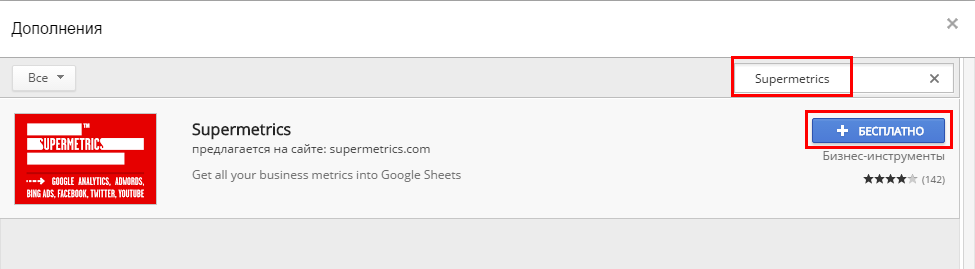 Дополнения
Все
Supermetrics
™
SUPERMETRICS
GOOGLE ANALYTICS, ADWORDS,
BING ADS, FACEBOOK, TWITTER, YOUTUBE
Supermetrics
предлагается на сайте: supermetrics.com
Get all your business metrics into Google Sheets
БЕСПЛАТНО
Бизнес-инструменты
(142)